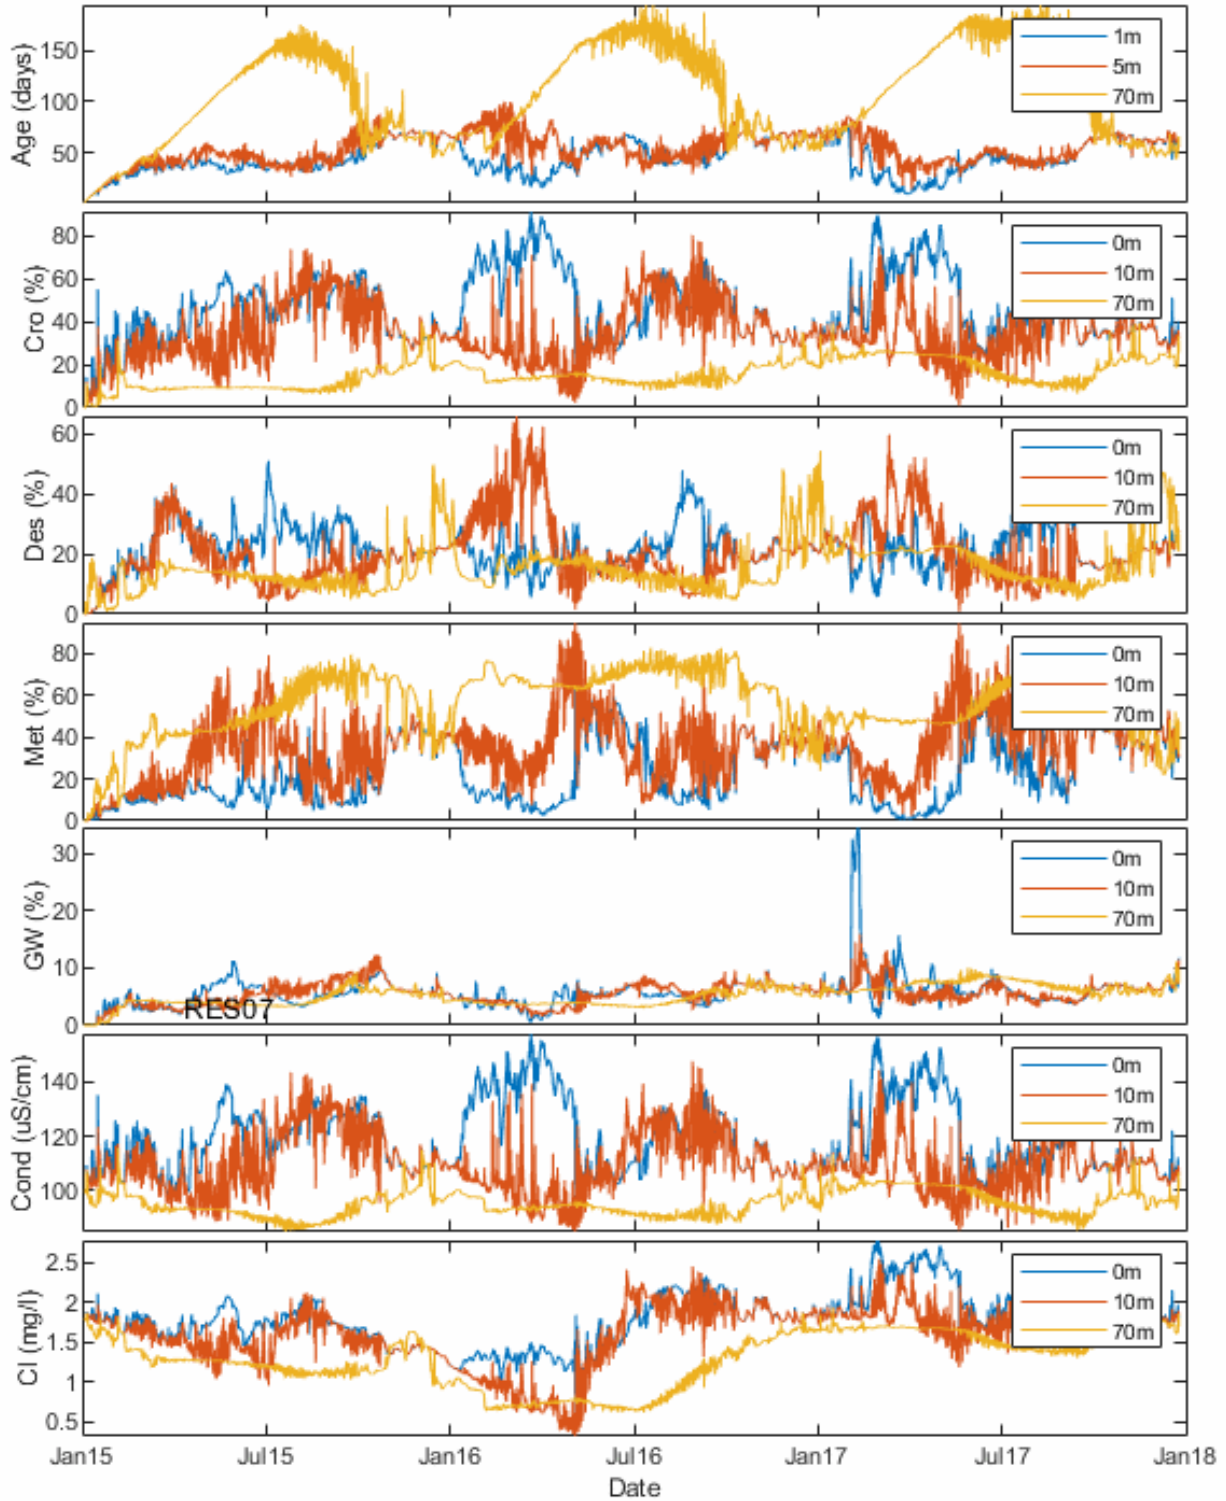 Age (days)
150
100
50
1m
5m
70m
Cro (%)
80
60
40
20
0
0m
10m
70m
Des (%)
60
40
20
0
0m
10m
70m
Met (%)
80
60
40
20
0
0m
10m
70m
GW (%)
30
20
10
0
0m
10m
70m
RES07
Cond (uS/cm)
140
120
100
0m
10m
70m
Cl (mg/l)
2.5
2
1.5
1
0.5
0m
10m
70m
Jan15 Jul15 Jan16 Jul16 Jan17 Jul17 Jan18
Date